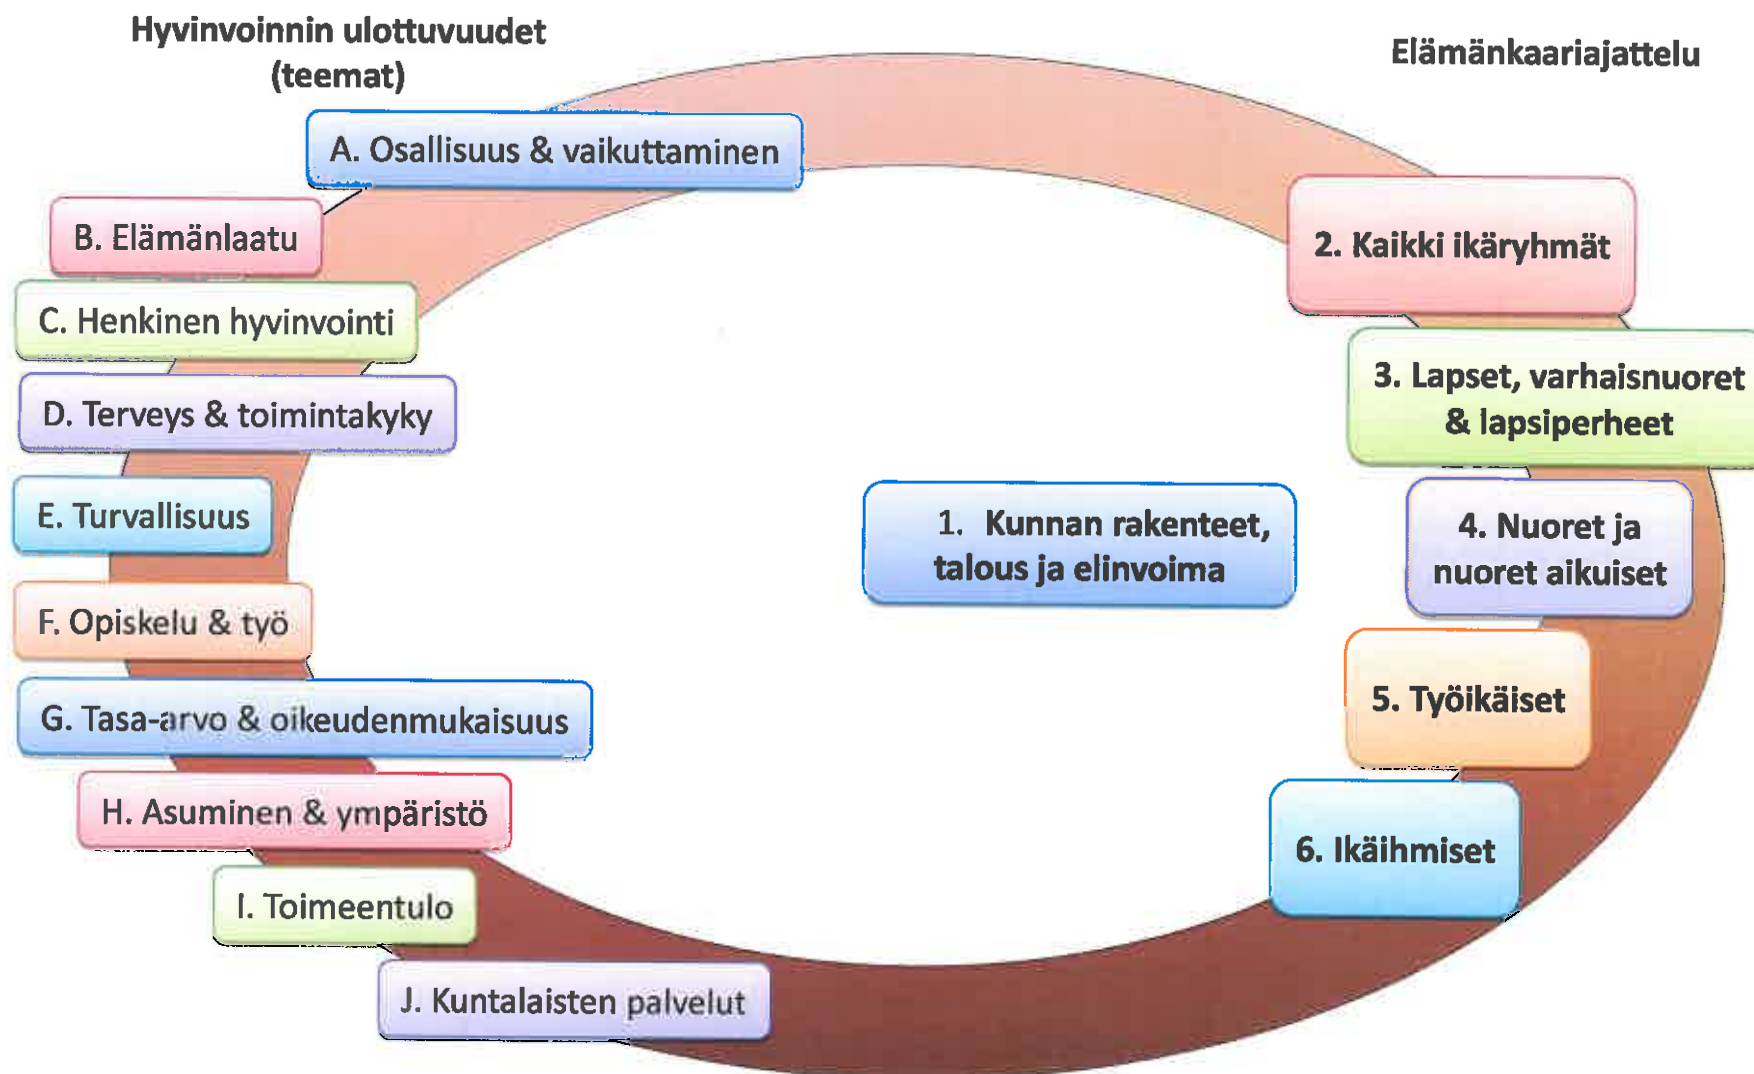 Hyvinvoinnin ulottuvuudet
(teemat)
A. Osallisuus & vaikuttaminen
B. Elämänlaatu
C. Henkinen hyvinvointi
D. Terveys & toimintakyky
E. Turvallisuus
F. Opiskelu & työ
G. Tasa-arvo & oikeudenmukaisuus
H. Asuminen & ympäristö
I. Toimeentulo
J. Kuntalaisten palvelut
1. Kunnan rakenteet,
talous ja elinvoima
Elämänkaariajattelu
2. Kaikki ikäryhmät
3. Lapset, varhaisnuoret
& lapsiperheet
4. Nuoret ja
nuoret aikuiset
5. Työikäiset
6. Ikäihmiset